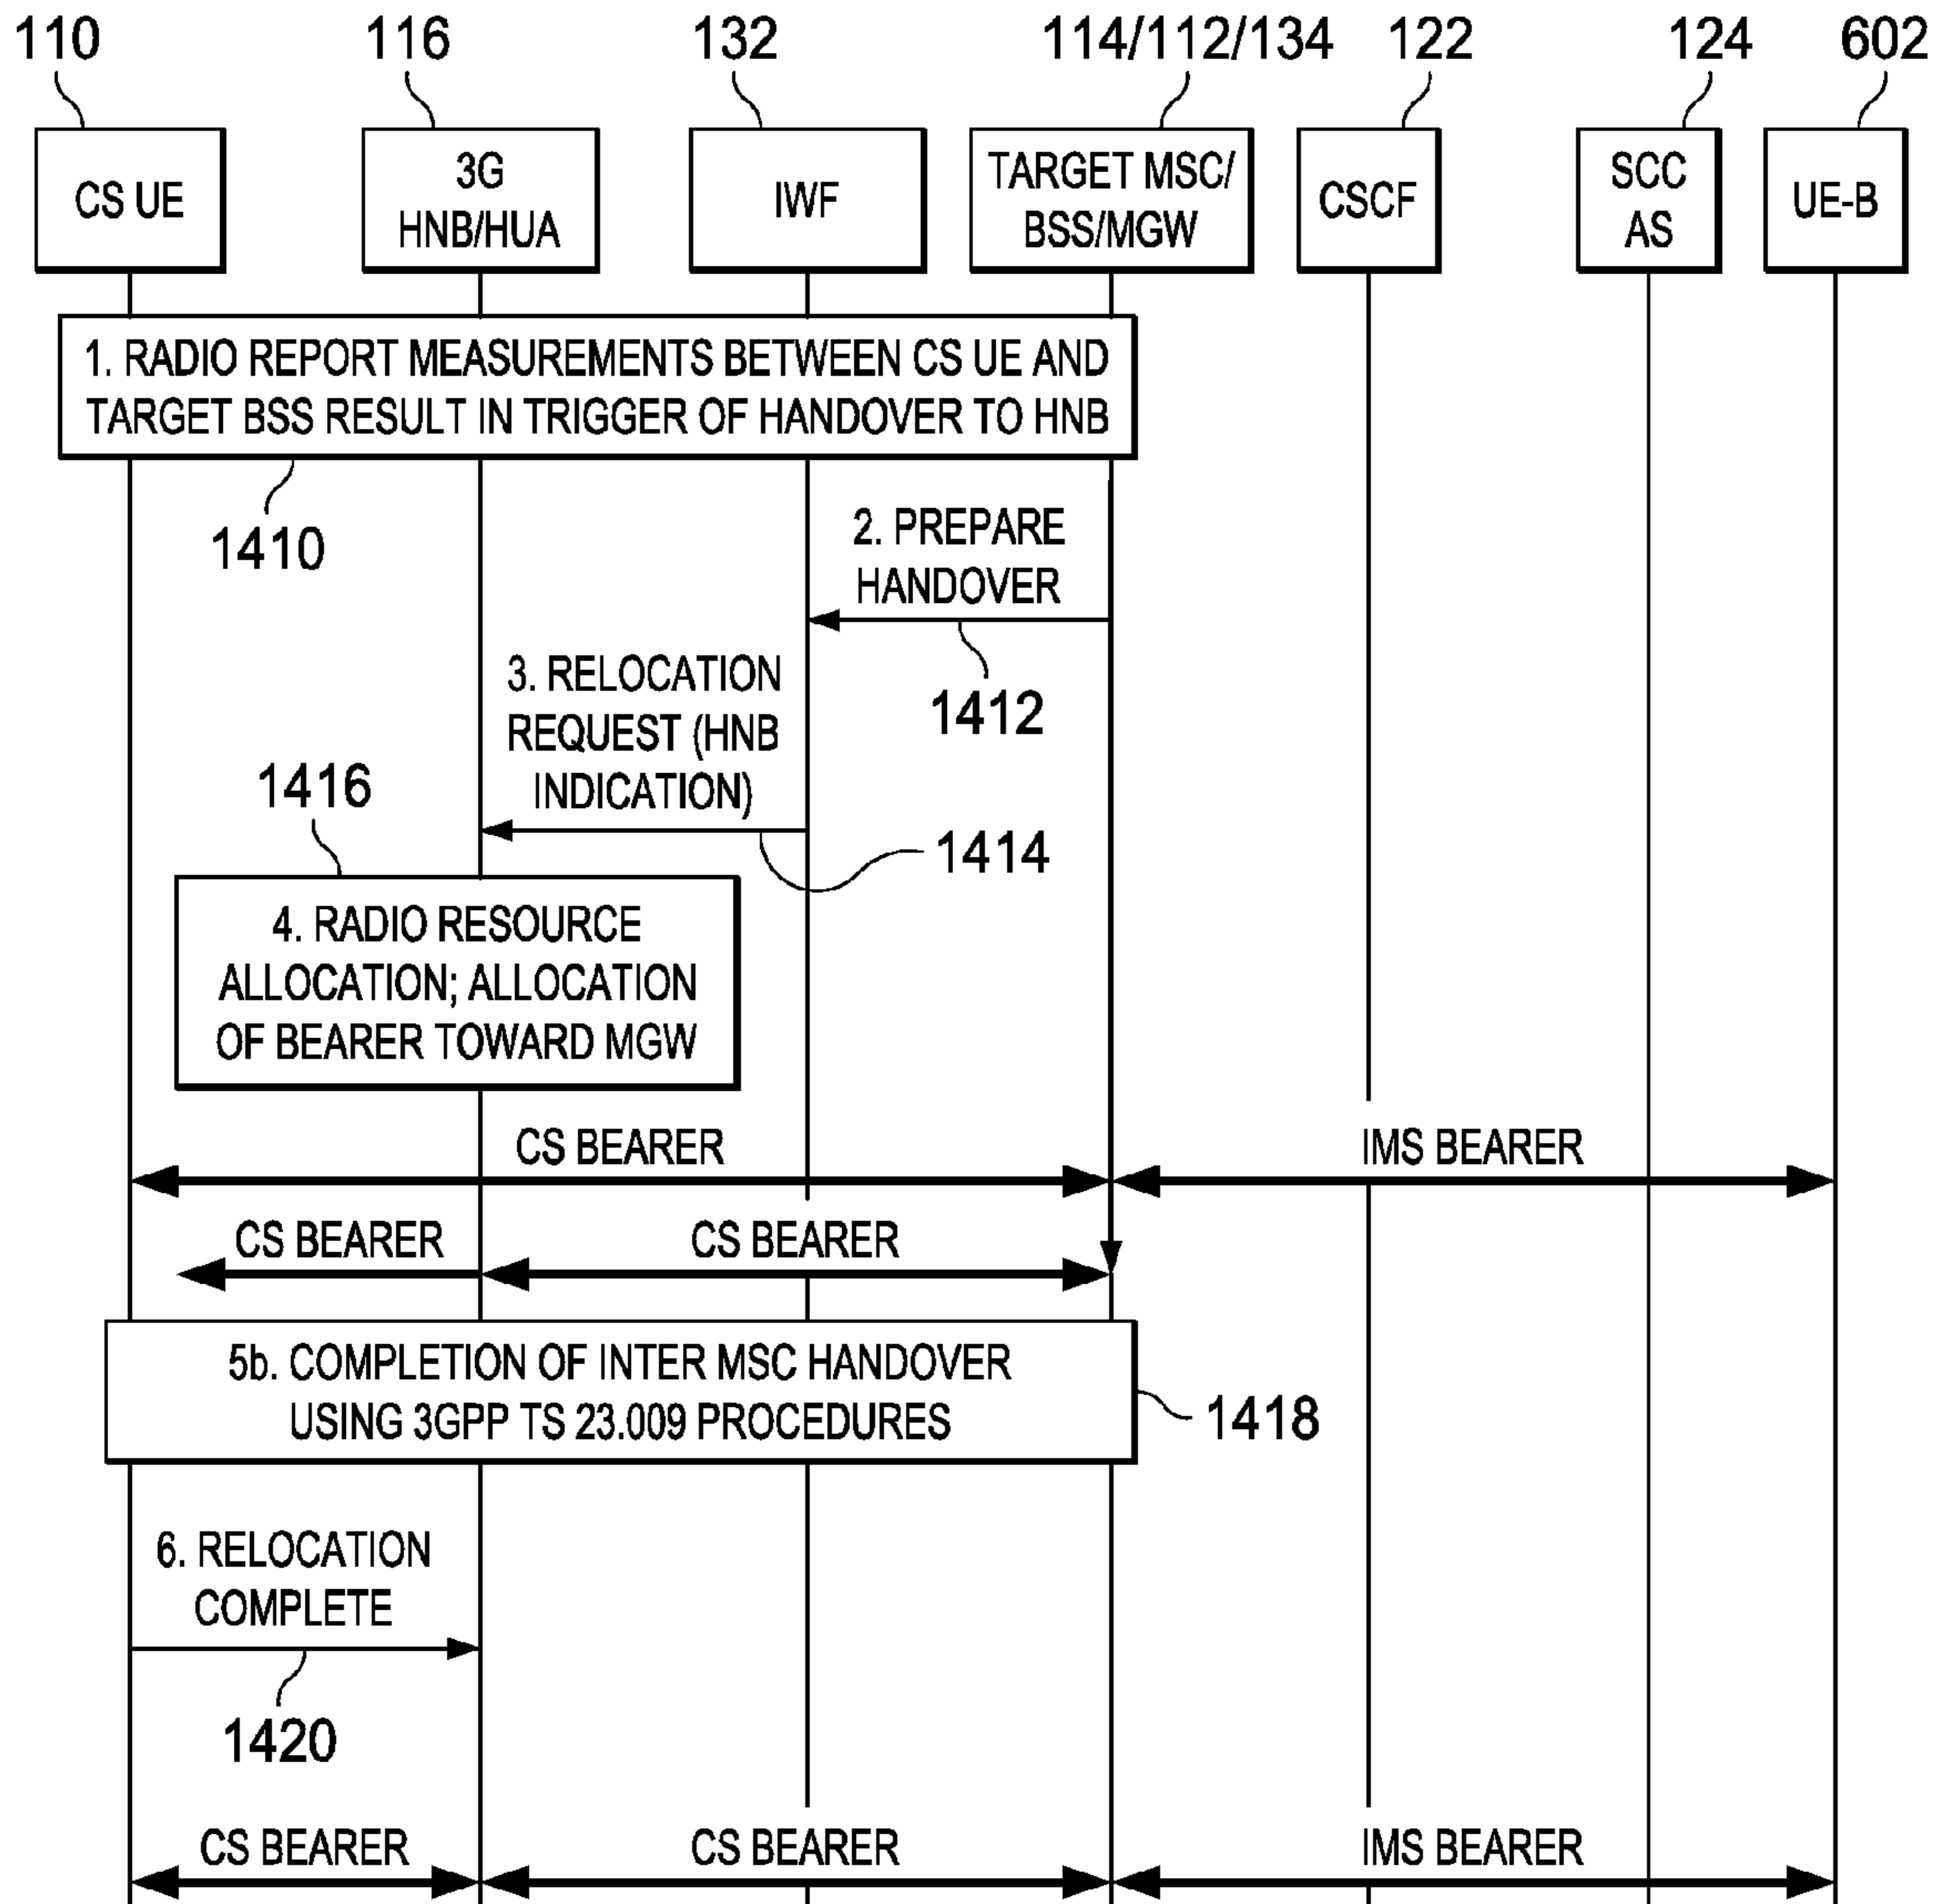 110
116
132
114/112/134
122
124
602
CS UE
3G
HNB/HUA
IWF
TARGET MSC/
BSS/MGW
CSCF
SCC
AS
UE-B
1. RADIO REPORT MEASUREMENTS BETWEEN CS UE AND
TARGET BSS RESULT IN TRIGGER OF HANDOVER TO HNB
1410
2. PREPARE
HANDOVER
1412
3. RELOCATION
REQUEST (HNB
INDICATION)
1414
1416
4. RADIO RESOURCE
ALLOCATION; ALLOCATION
OF BEARER TOWARD MGW
CS BEARER
IMS BEARER
CS BEARER
CS BEARER
5b. COMPLETION OF INTER MSC HANDOVER
USING 3GPP TS 23.009 PROCEDURES
1418
6. RELOCATION
COMPLETE
1420
CS BEARER
CS BEARER
IMS BEARER